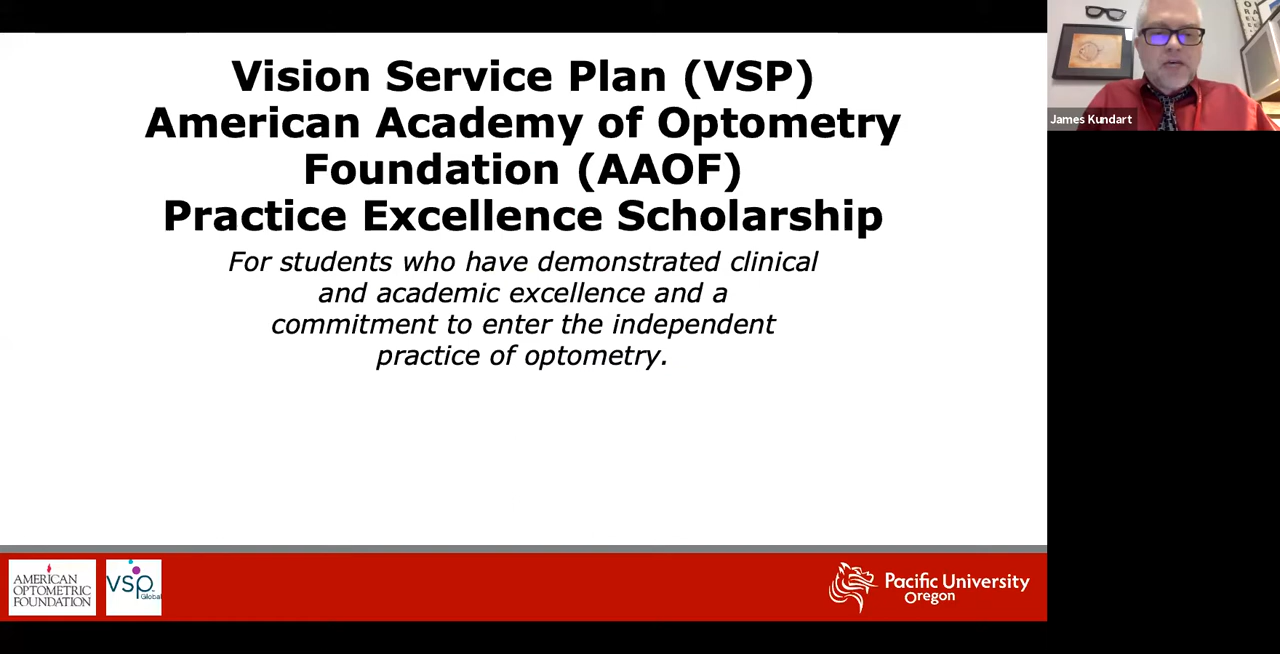 Vision Service Plan (VSP)
American Academy of Optometry
Foundation (AAOF)
Practice Excellence Scholarship
For students who have demonstrated clinical
and academic excellence and a
commitment to enter the independent
practice of optometry.
James Kundart
AMERICAN
OPTOMETRIC
FOUNDATION
vsp
Global
Pacific University
Oregon